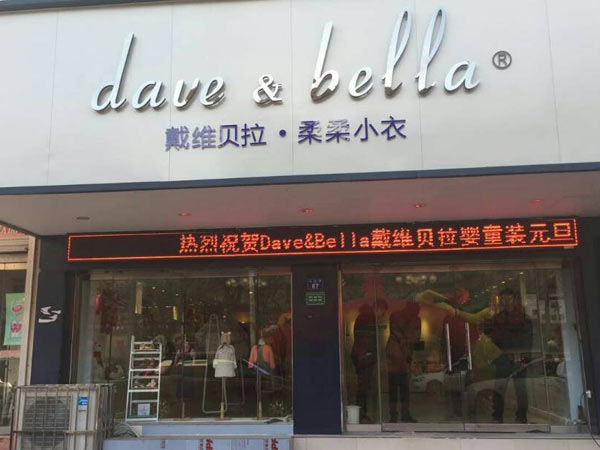 dave & bella®
戴维贝拉·柔柔小衣
热烈祝贺Dave&Bella戴维贝拉婴童装元旦
87